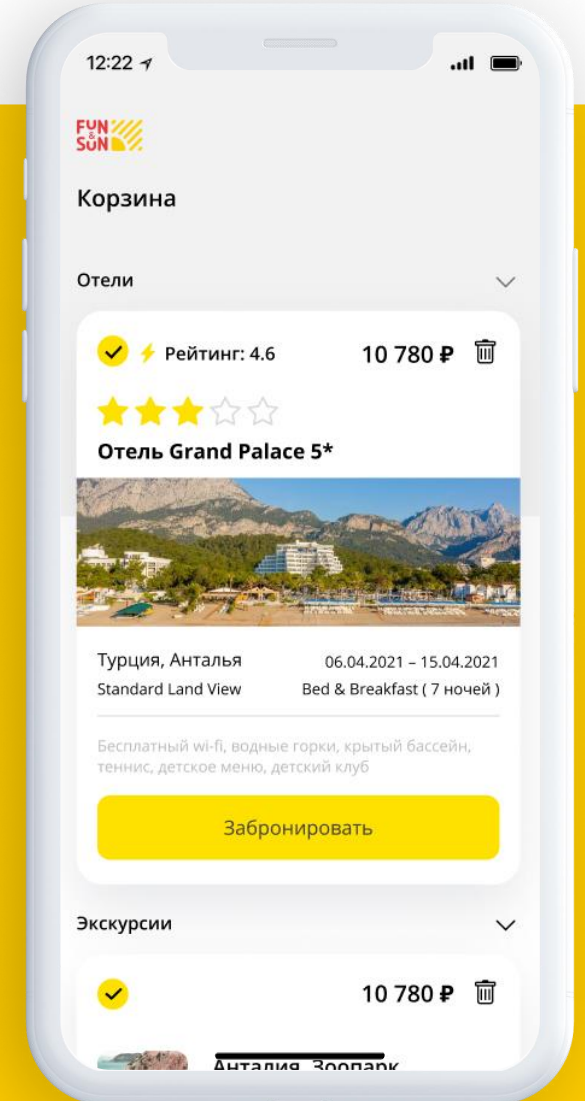 12:22
FUN
&
SUN
Корзина
Отели
Рейтинг: 4.6 10 780 ₽
Отель Grand Palace 5*
Турция, Анталья 06.04.2021 – 15.04.2021
Standard Land View Bed & Breakfast ( 7 ночей )
Бесплатный wi-fi, водные горки, крытый бассейн,
теннис, детское меню, детский клуб
Забронировать
Экскурсии
10 780 ₽
Анталия. Зоопарк